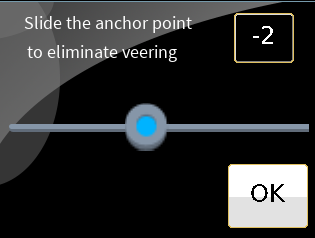 Slide the anchor point
to eliminate veering
-2
OK